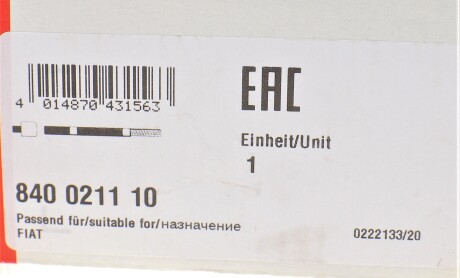 EAC
4 014870 431563
Einheit/Unit
1
840 0211 10
Passend für/suitable for/назначение
FIAT
0222133/20